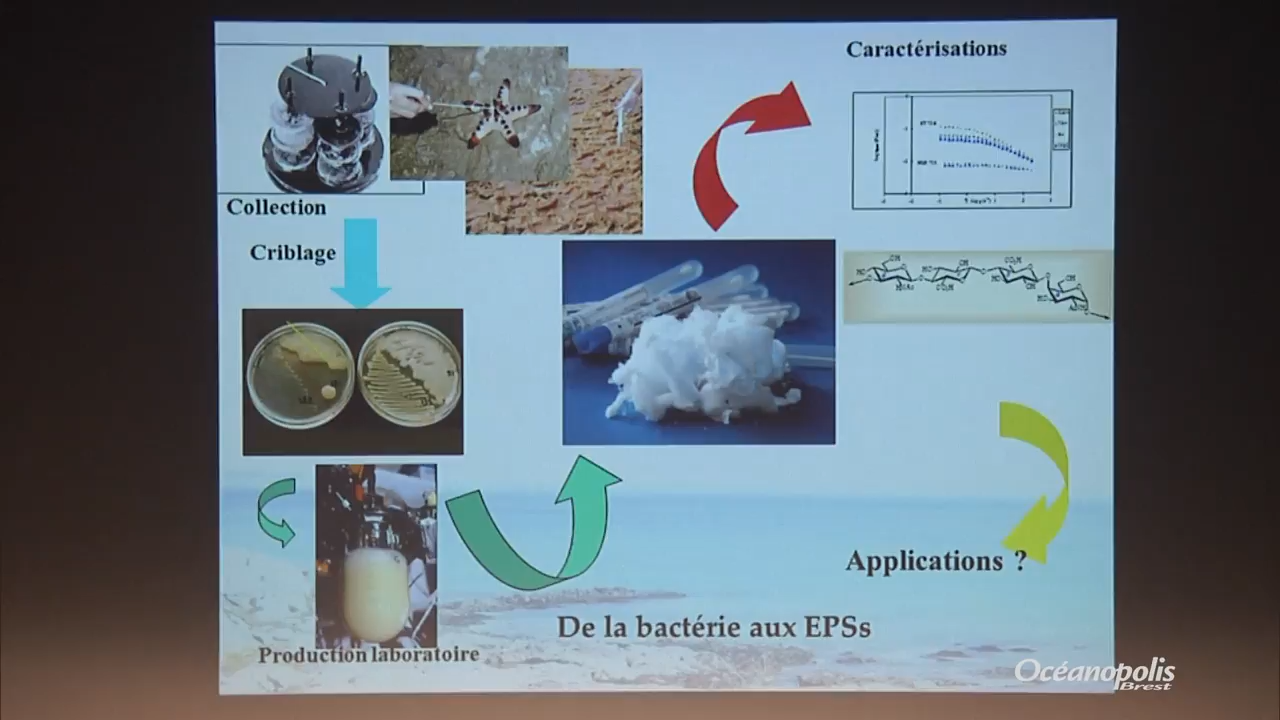 Caractérisations
Collection
Criblage
Applications ?
De la bactérie aux EPSs
Production laboratoire
Océanopolis
Brest